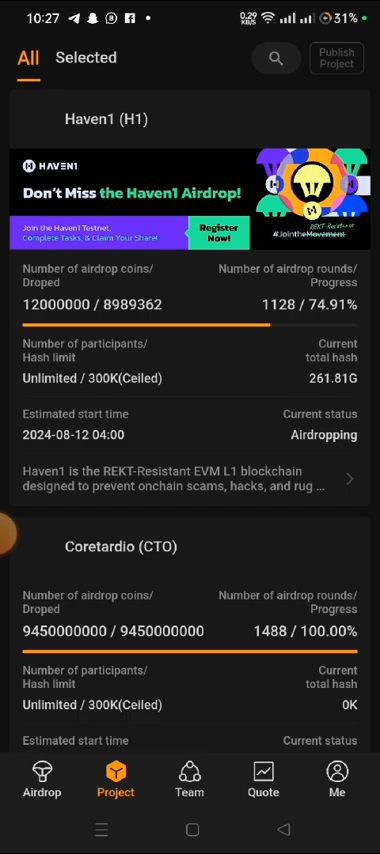 10:27
0.29 KB/S
31%
All
Selected
Publish
Project
Haven1 (H1)
HAVEN1
Don't Miss the Haven1 Airdrop!
Join the Haven1 Testnet,
Complete Tasks, & Claim Your Share!
Register
Now!
REKT-Resistance
#JointheMovement
Number of airdrop coins/
Droped
Number of airdrop rounds/
Progress
12000000 / 8989362
1128 / 74.91%
Number of participants/
Hash limit
Current
total hash
Unlimited / 300K(Ceiled)
261.81G
Estimated start time
Current status
2024-08-12 04:00
Airdropping
Haven1 is the REKT-Resistant EVM L1 blockchain
designed to prevent onchain scams, hacks, and rug ...
Coretardio (CTO)
Number of airdrop coins/
Droped
Number of airdrop rounds/
Progress
9450000000 / 9450000000
1488 / 100.00%
Number of participants/
Hash limit
Current
total hash
Unlimited / 300K(Ceiled)
0K
Estimated start time
Current status
Airdrop
Project
Team
Quote
Me